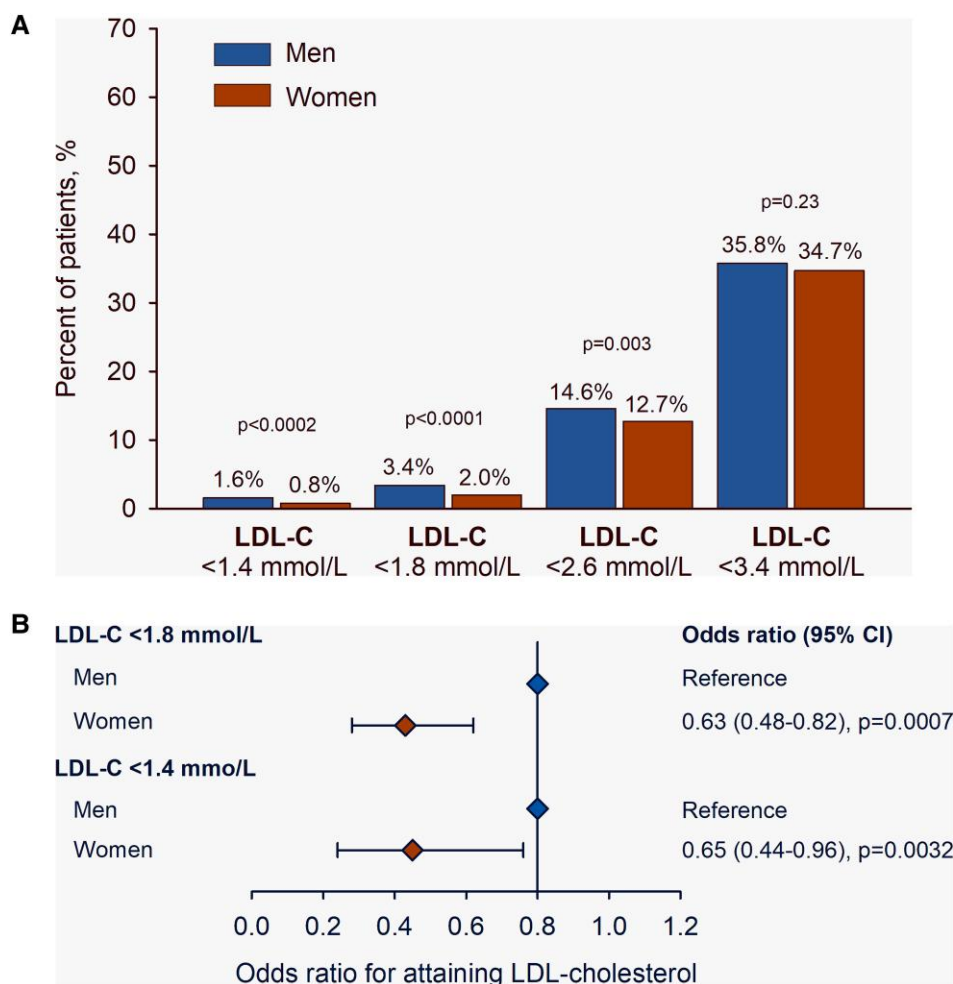 A
70
60
50
40
30
20
10
0
Percent of patients, %
Men
Women
p<0.0002
1.6%
0.8%
p<0.0001
3.4%
2.0%
p=0.003
14.6%
12.7%
p=0.23
35.8%
34.7%
LDL-C
<1.4 mmol/L
LDL-C
<1.8 mmol/L
LDL-C
<2.6 mmol/L
LDL-C
<3.4 mmol/L
B
LDL-C <1.8 mmol/L Odds ratio (95% CI)
Men Reference
Women 0.63 (0.48-0.82), p=0.0007
LDL-C <1.4 mmo/L
Men Reference
Women 0.65 (0.44-0.96), p=0.0032
0.0 0.2 0.4 0.6 0.8 1.0 1.2
Odds ratio for attaining LDL-cholesterol